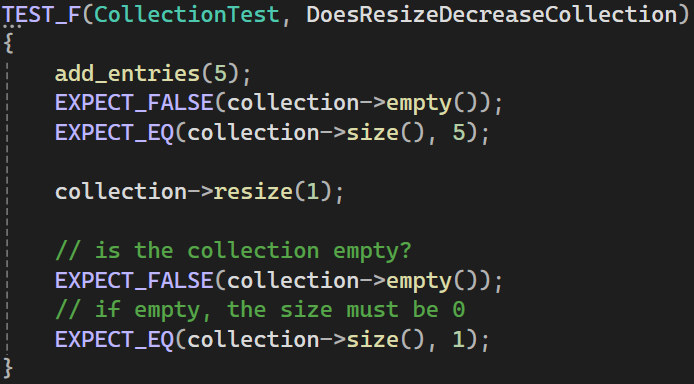 TEST_F(CollectionTest, DoesResizeDecreaseCollection)
{
add_entries(5);
EXPECT_FALSE(collection->empty());
EXPECT_EQ(collection->size(), 5);
collection->resize(1);
// is the collection empty?
EXPECT_FALSE(collection->empty());
// if empty, the size must be 0
EXPECT_EQ(collection->size(), 1);
}